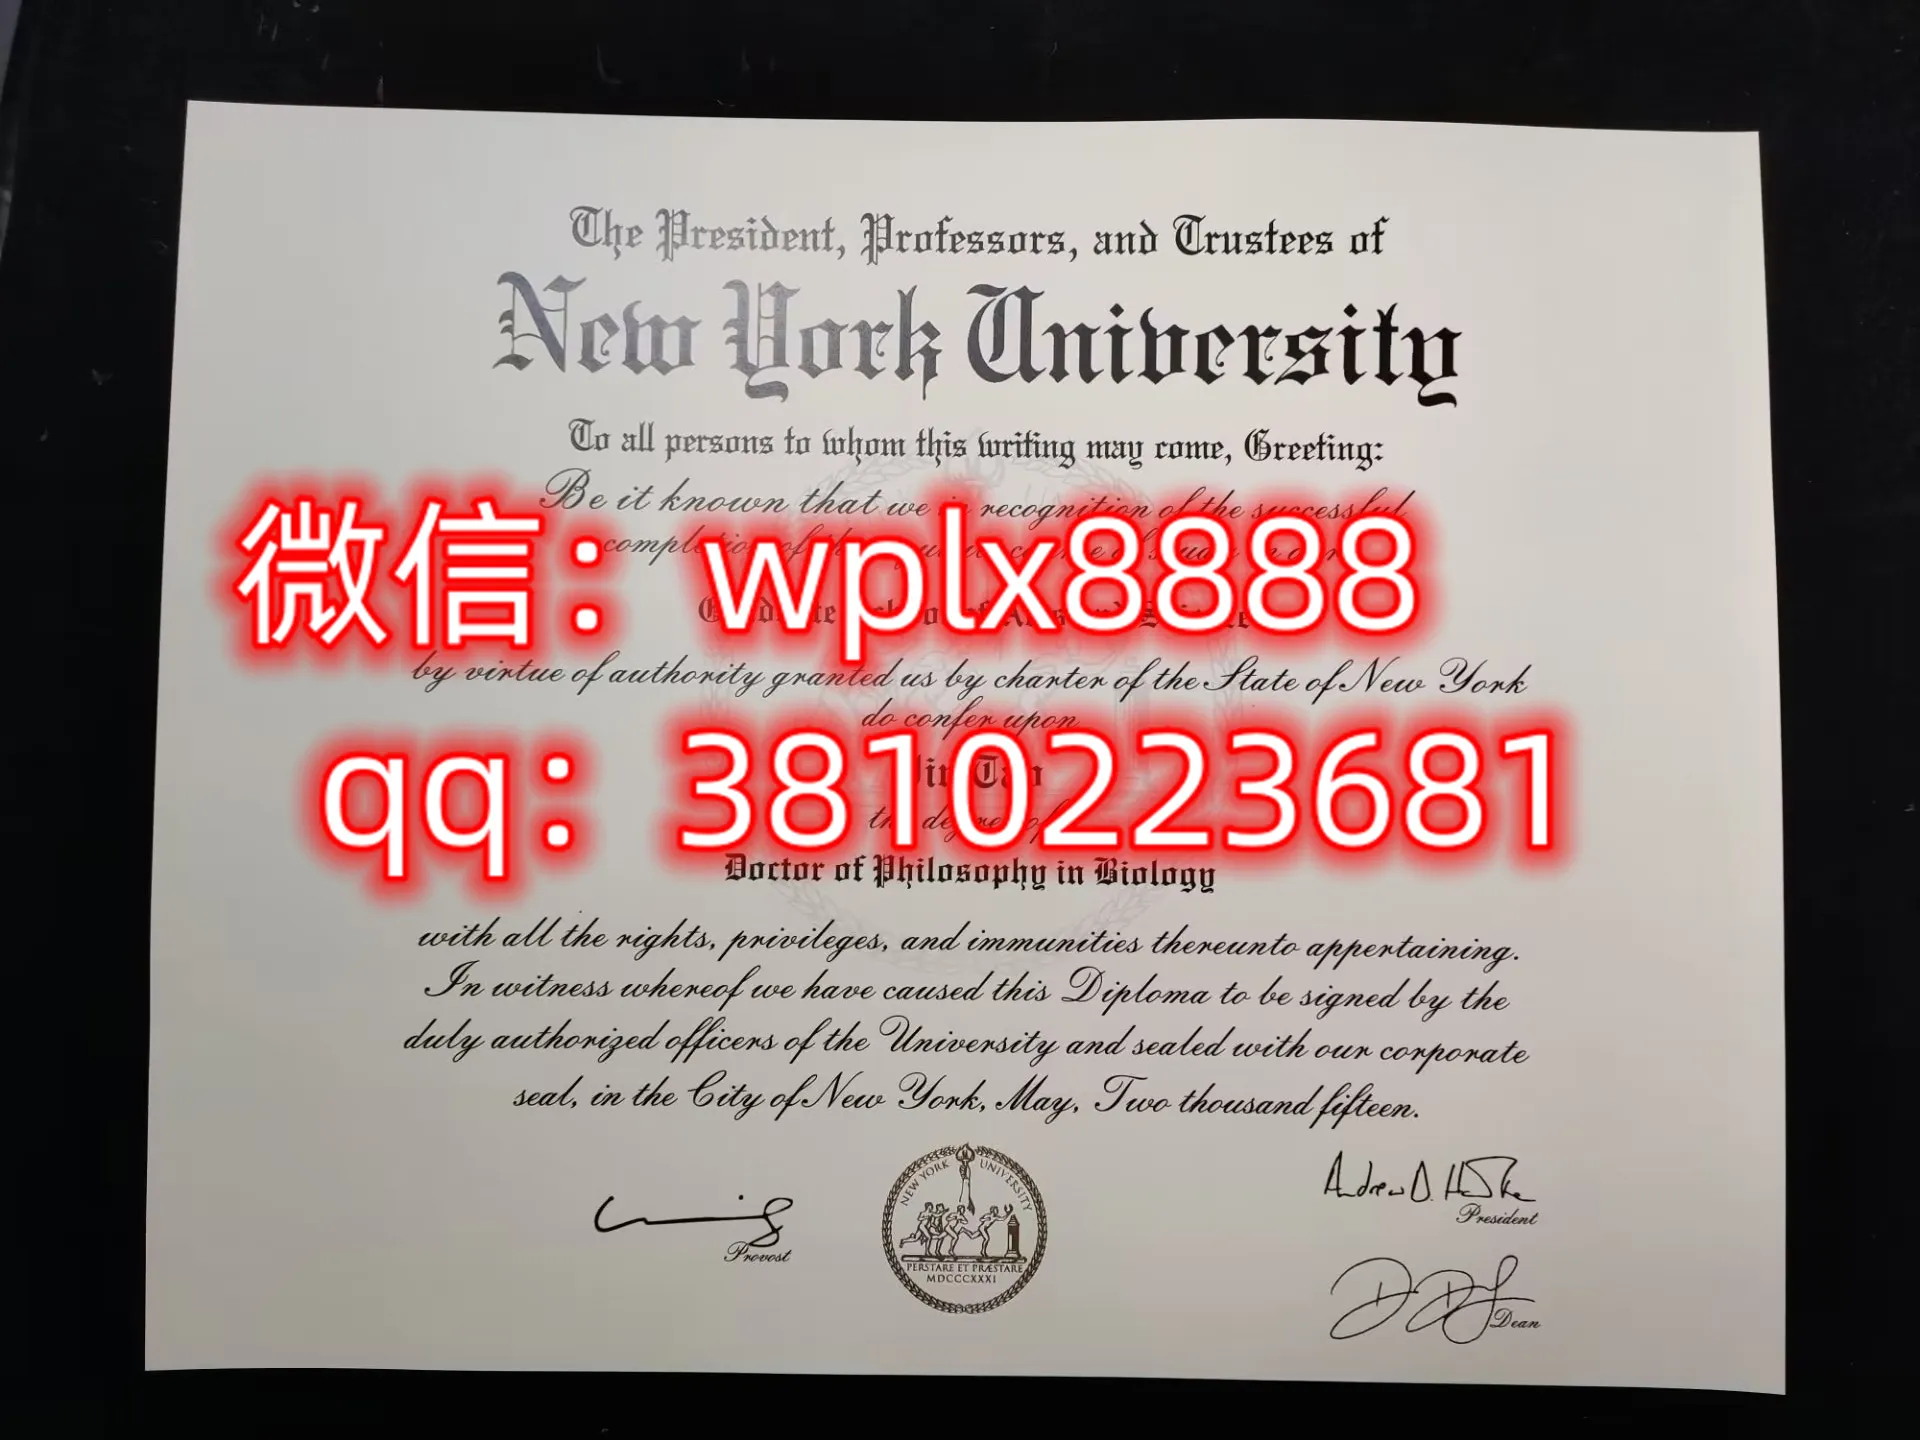 The President, Professors, and Trustees of
New York University
To all persons to whom this writing may come, Greeting:
Be it known that we in recognition of the successful
微信：wplx8888
by virtue of authority granted us by charter of the State of New York
do confer upon
qq：3810223681
the degree of
Doctor of Philosophy in Biology
with all the rights, privileges, and immunities thereunto appertaining.
In witness whereof we have caused this Diploma to be signed by the
duly authorized officers of the University and sealed with our corporate
seal, in the City of New York, May, Two thousand fifteen.
NEW YORK UNIVERSITY
PERSTARE ET PRÆSTARE
MDCCCXXXI
Provost
Andrew D.
President
Dean